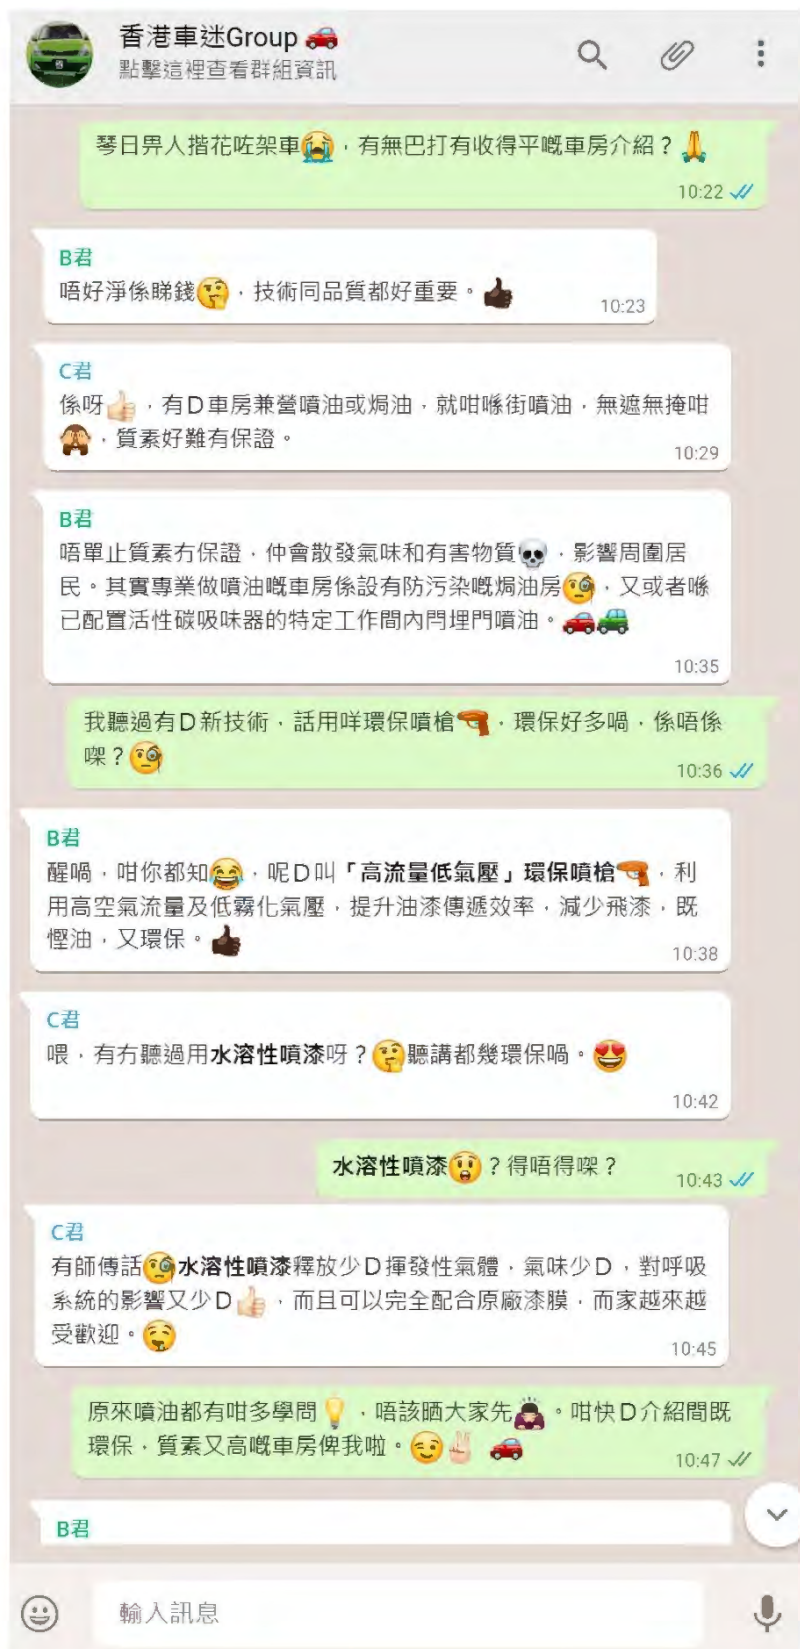 香港車迷Group 🚗
點擊這裡查看群組資訊
琴日畀人揩花咗架車😭，有無巴打有收得平嘅車房介紹？🙏
10:22
B君
唔好淨係睇錢🤔，技術同品質都好重要。👍🏿
10:23
C君
係呀👍🏻，有D車房兼營噴油或焗油，就咁喺街噴油，無遮無掩咁
🙈，質素好難有保證。
10:29
B君
唔單止質素冇保證，仲會散發氣味和有害物質💀，影響周圍居
民。其實專業做噴油嘅車房係設有防污染嘅焗油房🧐，又或者喺
已配置活性碳吸味器的特定工作間內閂埋門噴油。🚗🚙
10:35
我聽過有D新技術，話用咩環保噴槍🔫，環保好多喎，係唔係
㗎？🧐
10:36
B君
醒喎，咁你都知😂，呢D叫「高流量低氣壓」環保噴槍🔫，利
用高空氣流量及低霧化氣壓，提升油漆傳遞效率，減少飛漆，既
慳油，又環保。👍🏿
10:38
C君
喂，有冇聽過用水溶性噴漆呀？🤔聽講都幾環保喎。😍
10:42
水溶性噴漆😲？得唔得㗎？
10:43
C君
有師傅話🧐水溶性噴漆釋放少D揮發性氣體，氣味少D，對呼吸
系統的影響又少D👍🏻，而且可以完全配合原廠漆膜，而家越來越
受歡迎。🤤
10:45
原來噴油都有咁多學問💡，唔該晒大家先🙇。咁快D介紹間既
環保，質素又高嘅車房俾我啦。😉✌🏻 🚗
10:47
B君
輸入訊息